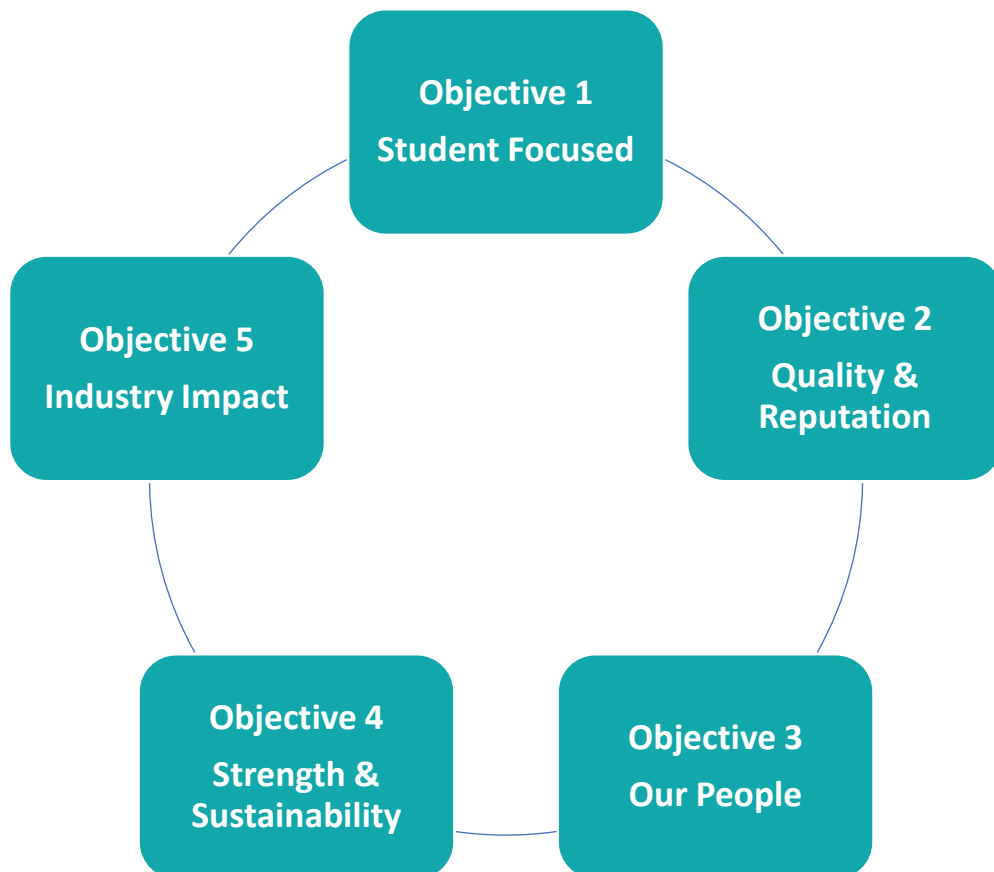 Objective 1
Student Focused
Objective 2
Quality &
Reputation
Objective 3
Our People
Objective 4
Strength &
Sustainability
Objective 5
Industry Impact